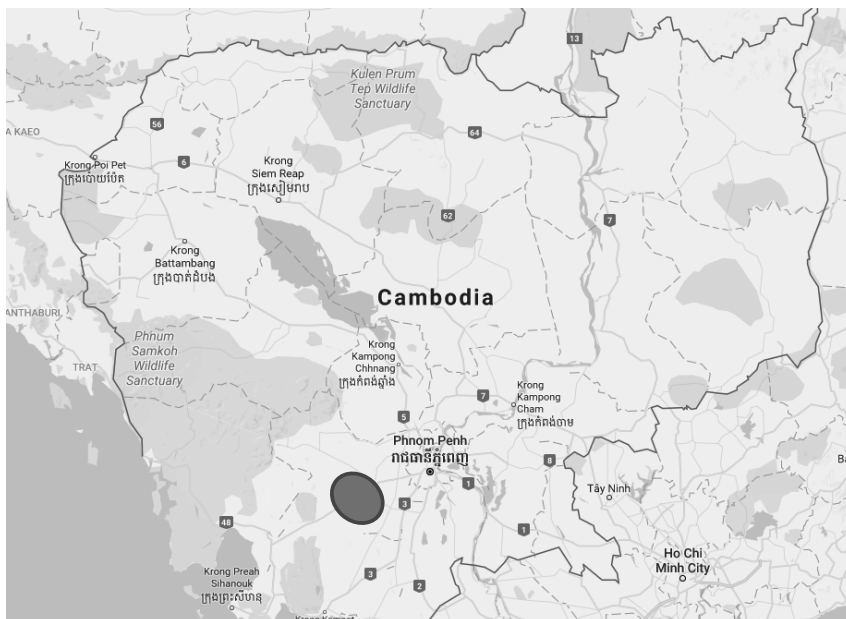 13
Kulen Prum
Tep Wildlife
Sanctuary
56
64
A KAEO
Krong Poi Pet
ក្រុងប៉ោយប៉ែត
6
Krong
Siem Reap
ក្រុងសៀមរាប
62
7
Krong
Battambang
ក្រុងបាត់ដំបង
Cambodia
ANTHABURI
Phnum
Samkoh
Wildlife
Sanctuary
TRAT
Krong
Kampong
Chhnang
ក្រុងកំពង់ឆ្នាំង
7
Krong
Kampong
Cham
ក្រុងកំពង់ចាម
5
Phnom Penh
រាជធានីភ្នំពេញ
8
1
Tây Ninh
3
48
1
Ho Chi
Minh City
Krong Preah
Sihanouk
ក្រុងព្រះសីហនុ
3
2